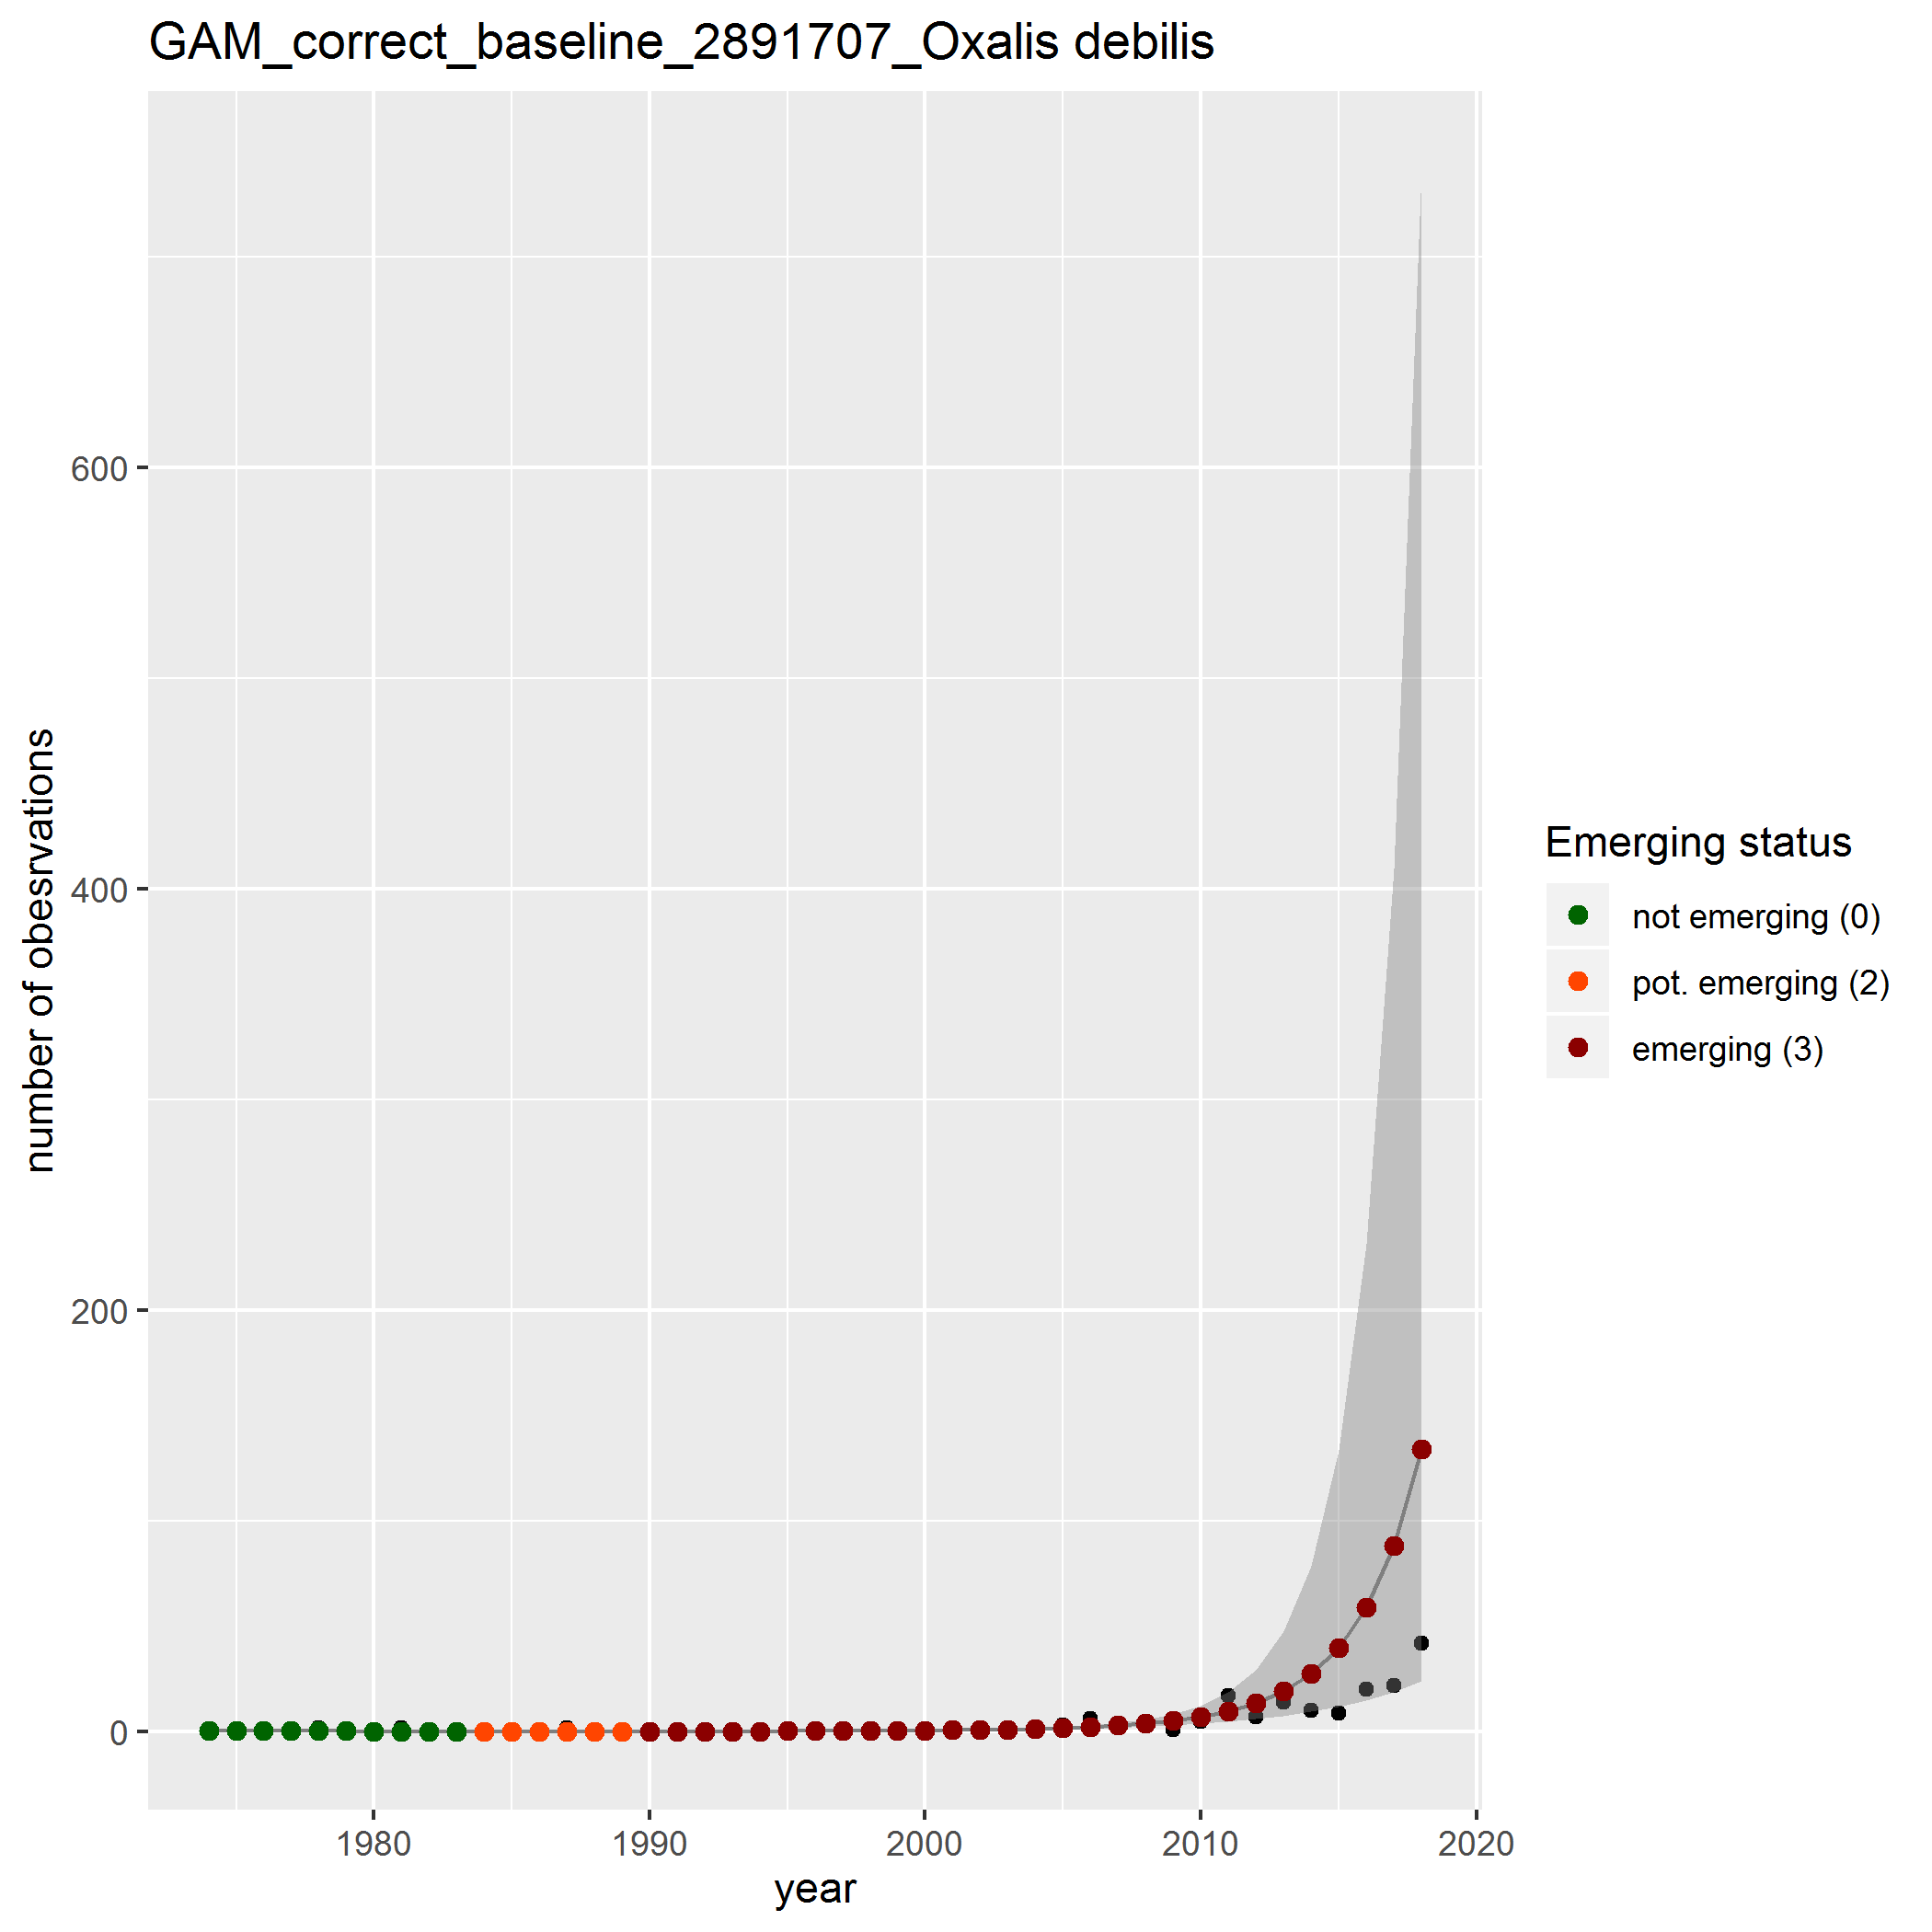 GAM_correct_baseline_2891707_Oxalis debilis
number of obesrvations
600
400
200
0
1980
1990
2000
2010
2020
year
Emerging status
not emerging (0)
pot. emerging (2)
emerging (3)